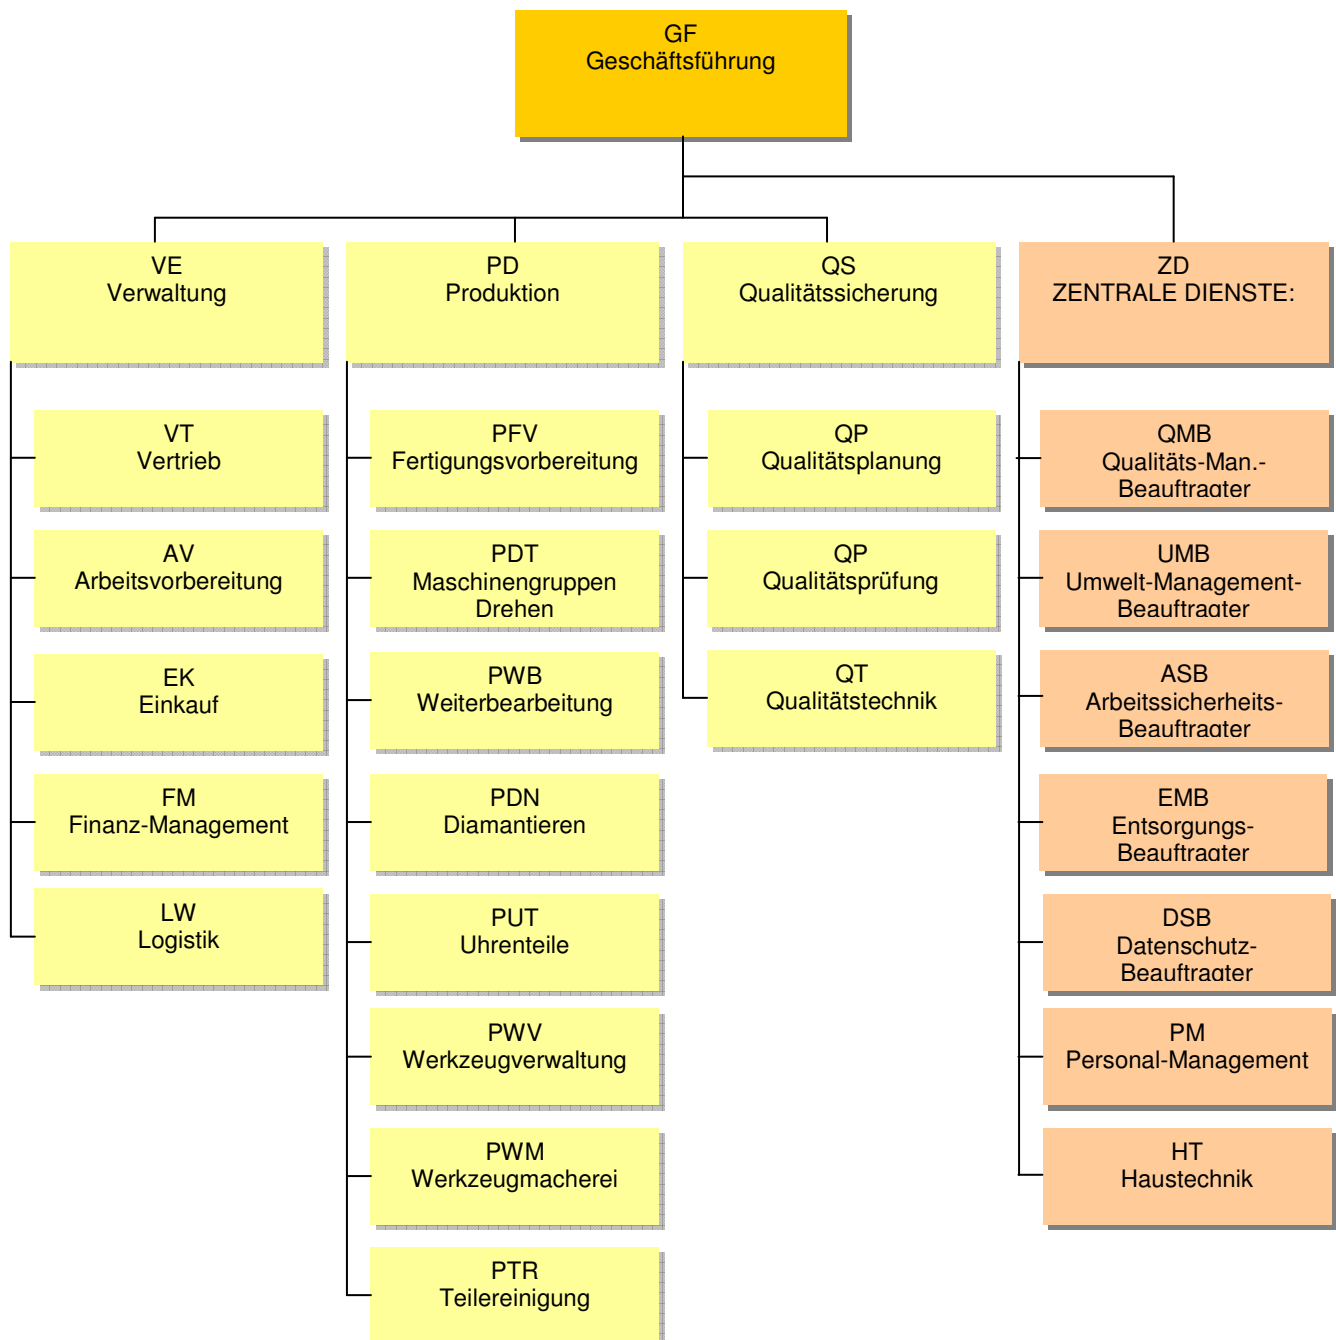 GF
Geschäftsführung
VE
Verwaltung
VT
Vertrieb
AV
Arbeitsvorbereitung
EK
Einkauf
FM
Finanz-Management
LW
Logistik
PD
Produktion
PFV
Fertigungsvorbereitung
PDT
Maschinengruppen
Drehen
PWB
Weiterbearbeitung
PDN
Diamantieren
PUT
Uhrenteile
PWV
Werkzeugverwaltung
PWM
Werkzeugmacherei
PTR
Teilereinigung
QS
Qualitätssicherung
QP
Qualitätsplanung
QP
Qualitätsprüfung
QT
Qualitätstechnik
ZD
ZENTRALE DIENSTE:
QMB
Qualitäts-Man.-
Beauftragter
UMB
Umwelt-Management-
Beauftragter
ASB
Arbeitssicherheits-
Beauftragter
EMB
Entsorgungs-
Beauftragter
DSB
Datenschutz-
Beauftragter
PM
Personal-Management
HT
Haustechnik